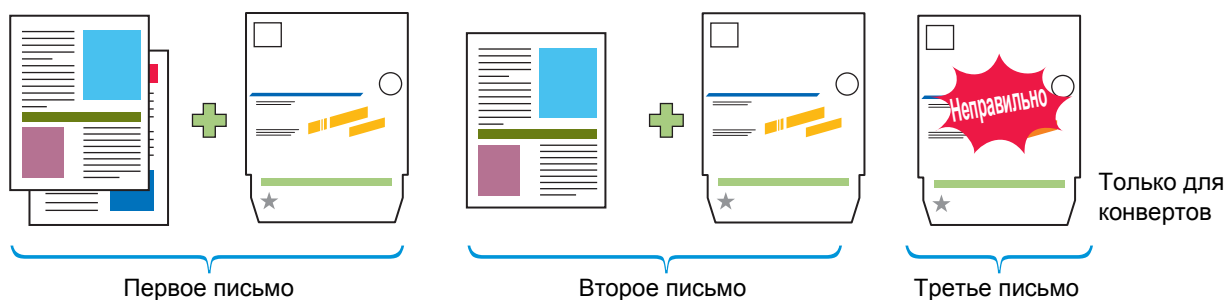 Неправильно
Только для
конвертов
Первое письмо
Второе письмо
Третье письмо